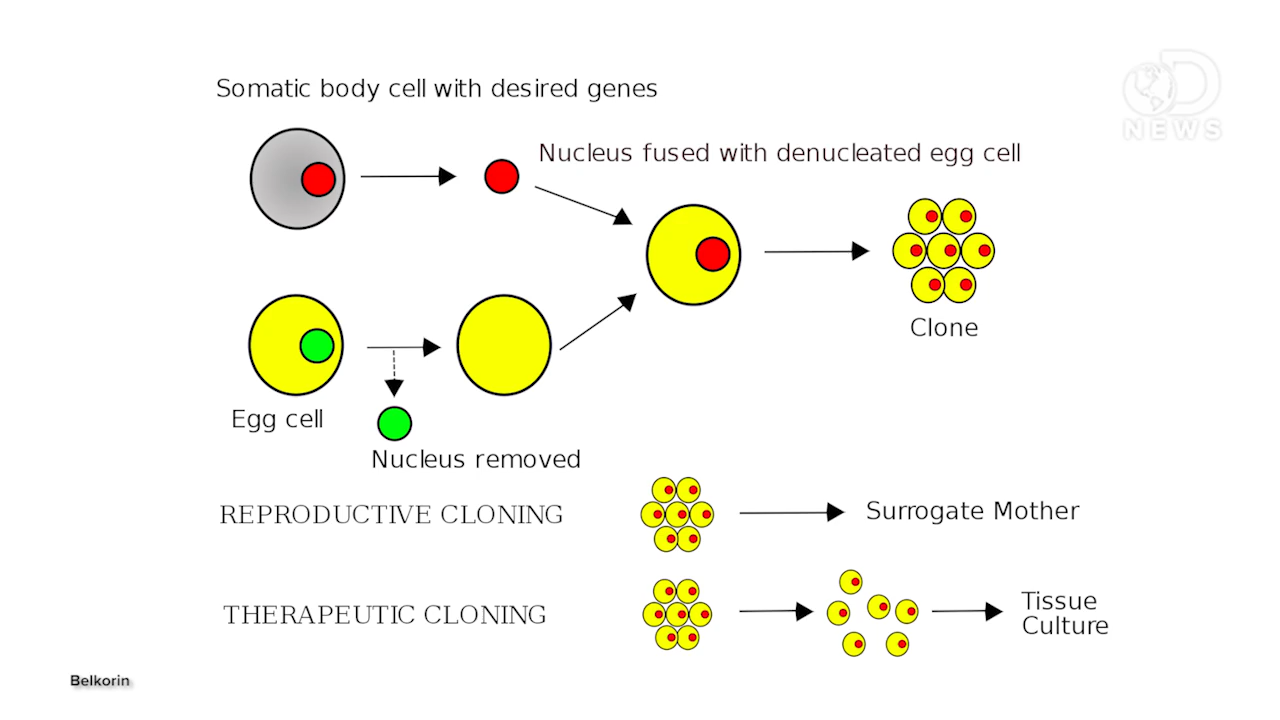 Somatic body cell with desired genes
D
NEWS
Nucleus fused with denucleated egg cell
Clone
Egg cell
Nucleus removed
REPRODUCTIVE CLONING
Surrogate Mother
THERAPEUTIC CLONING
Tissue
Culture
Belkorin